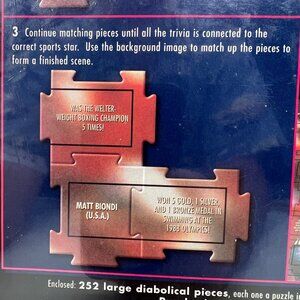 3 Continue matching pieces until all the trivia is connected to the
correct sports star. Use the background image to match up the pieces to
form a finished scene.
WAS THE WELTER-
WEIGHT BOXING CHAMPION
5 TIMES!
MATT BIONDI
(U.S.A.)
WON 5 GOLD, 1 SILVER,
AND 1 BRONZE MEDAL IN
SWIMMING AT THE
1988 OLYMPICS!
Enclosed: 252 large diabolical pieces, each one a puzzle i